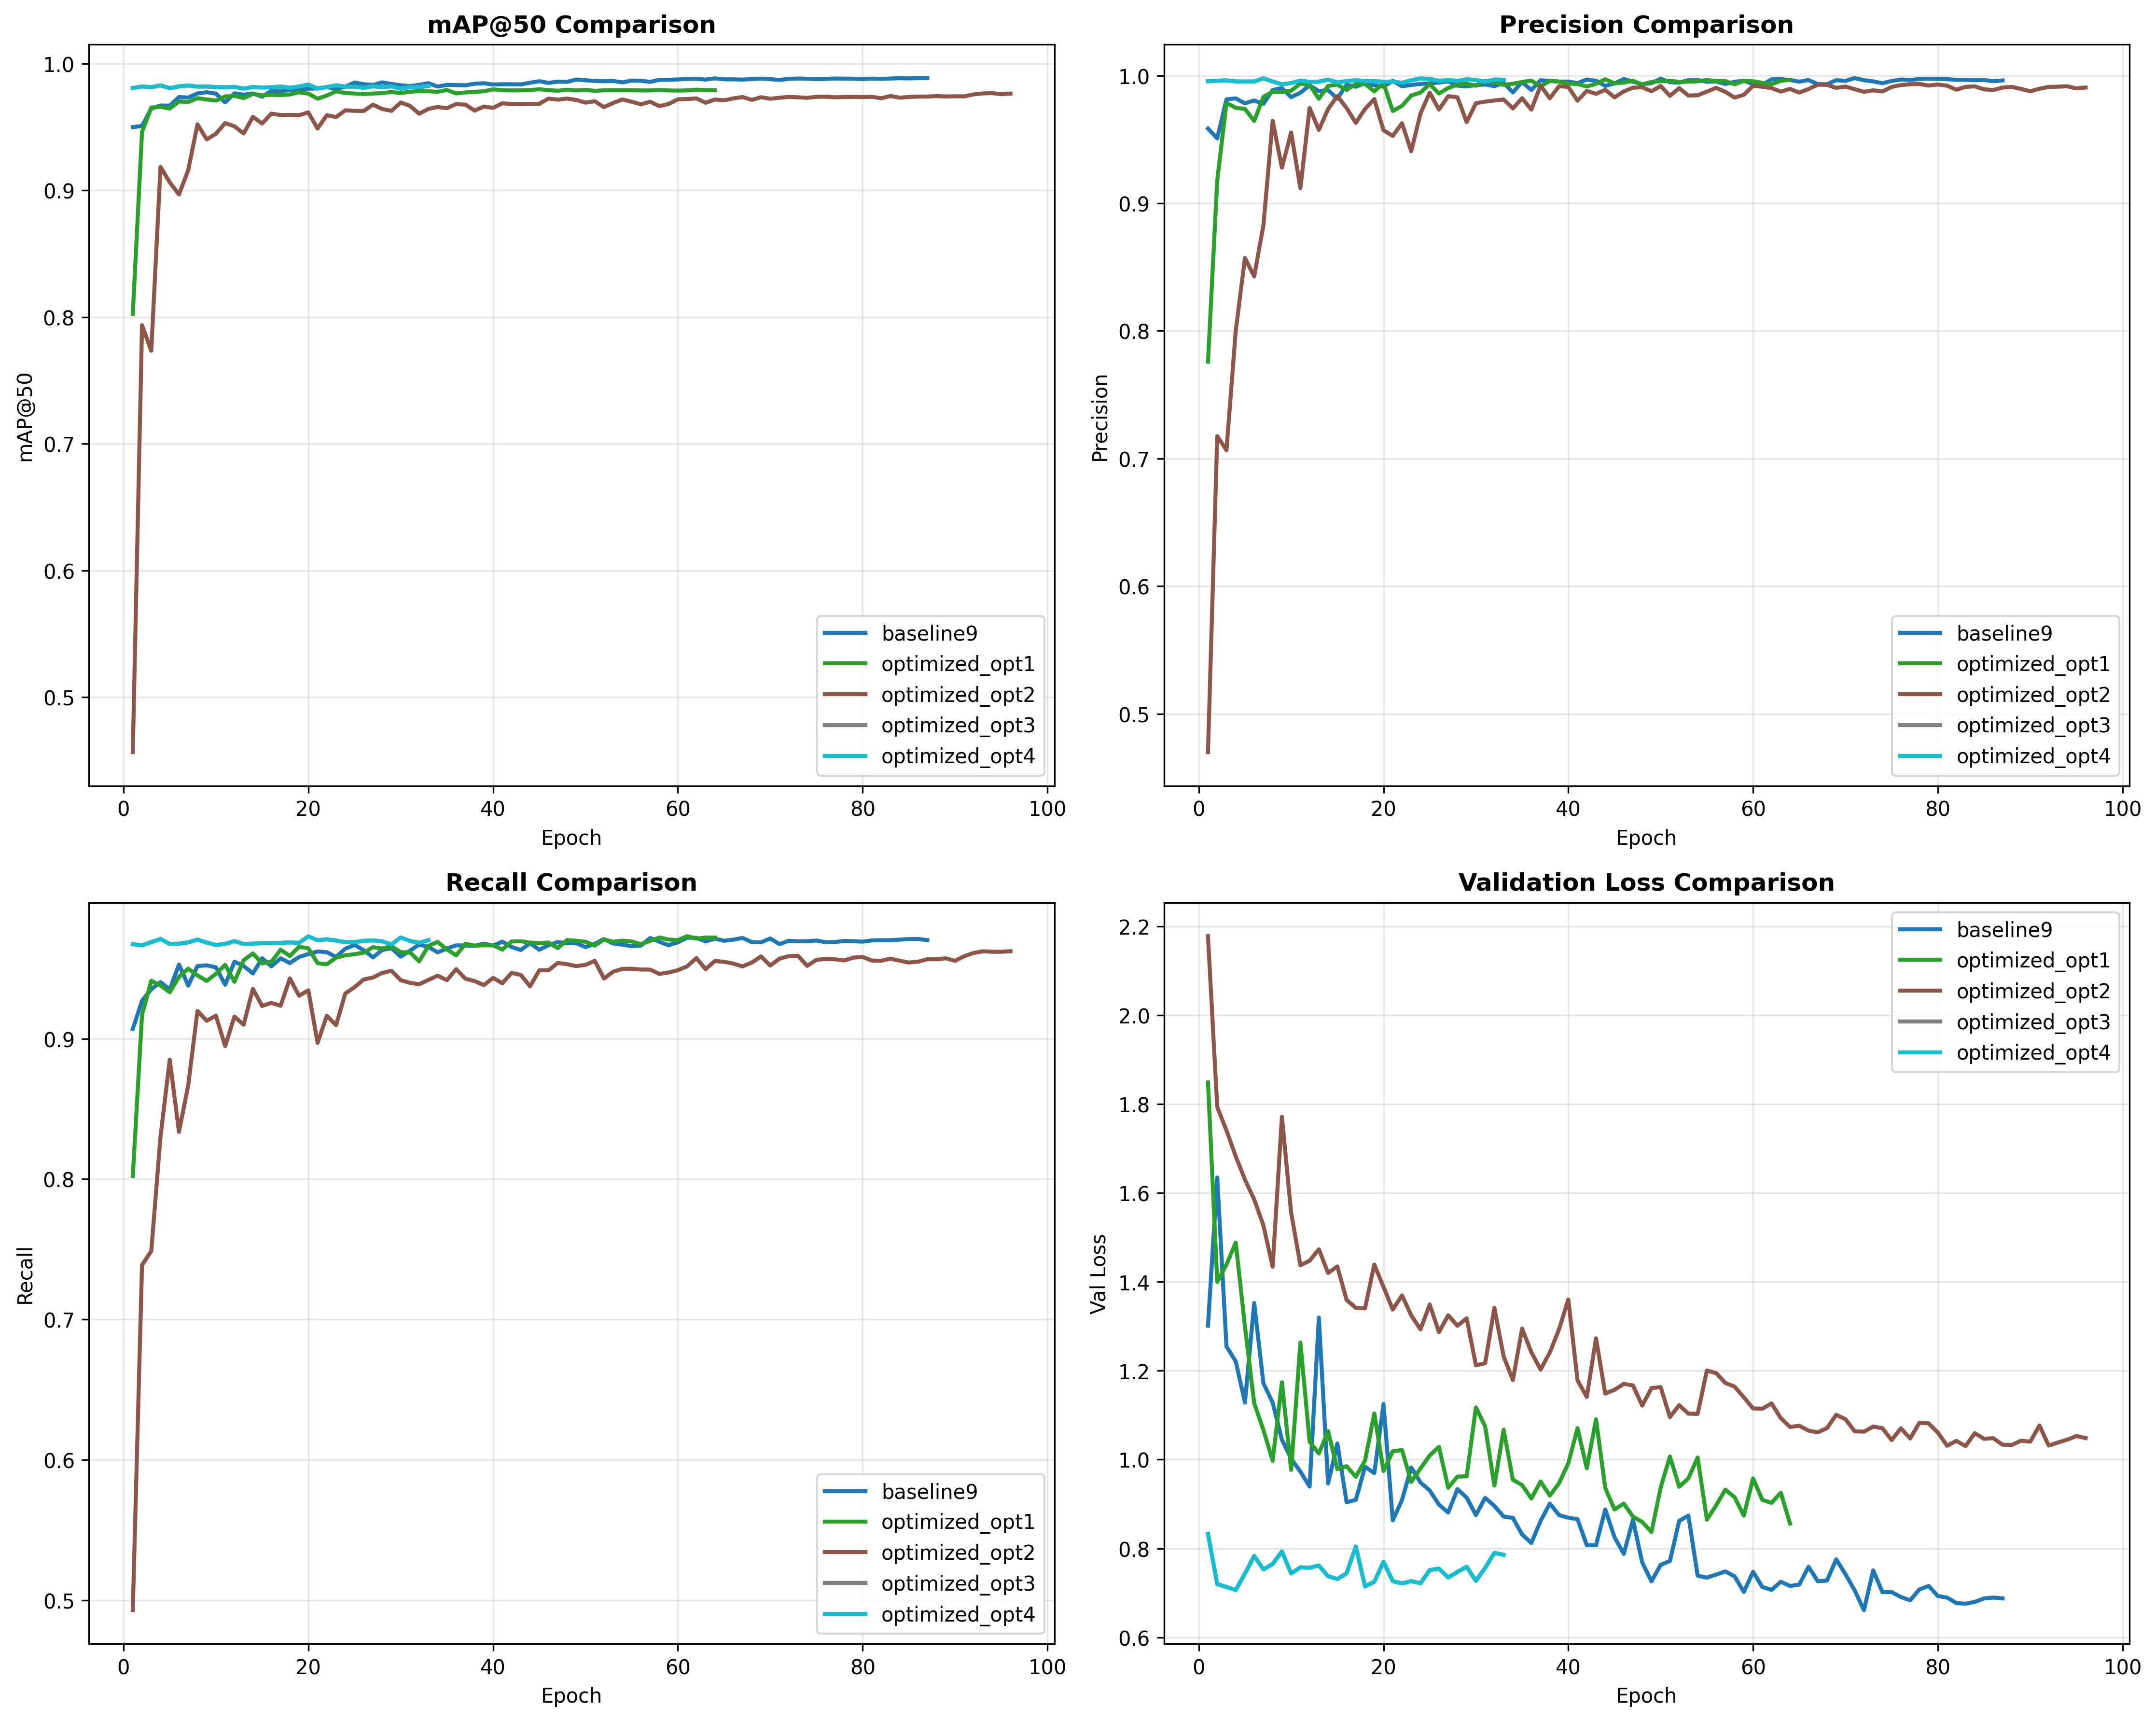 mAP@50 Comparison
1.0
0.9
0.8
0.7
0.6
0.5
mAP@50
0
20
40
60
80
100
Epoch
baseline9
optimized_opt1
optimized_opt2
optimized_opt3
optimized_opt4
Precision Comparison
1.0
0.9
0.8
0.7
0.6
0.5
Precision
0
20
40
60
80
100
Epoch
baseline9
optimized_opt1
optimized_opt2
optimized_opt3
optimized_opt4
Recall Comparison
0.9
0.8
0.7
0.6
0.5
Recall
0
20
40
60
80
100
Epoch
baseline9
optimized_opt1
optimized_opt2
optimized_opt3
optimized_opt4
Validation Loss Comparison
2.2
2.0
1.8
1.6
1.4
1.2
1.0
0.8
0.6
Val Loss
0
20
40
60
80
100
Epoch
baseline9
optimized_opt1
optimized_opt2
optimized_opt3
optimized_opt4